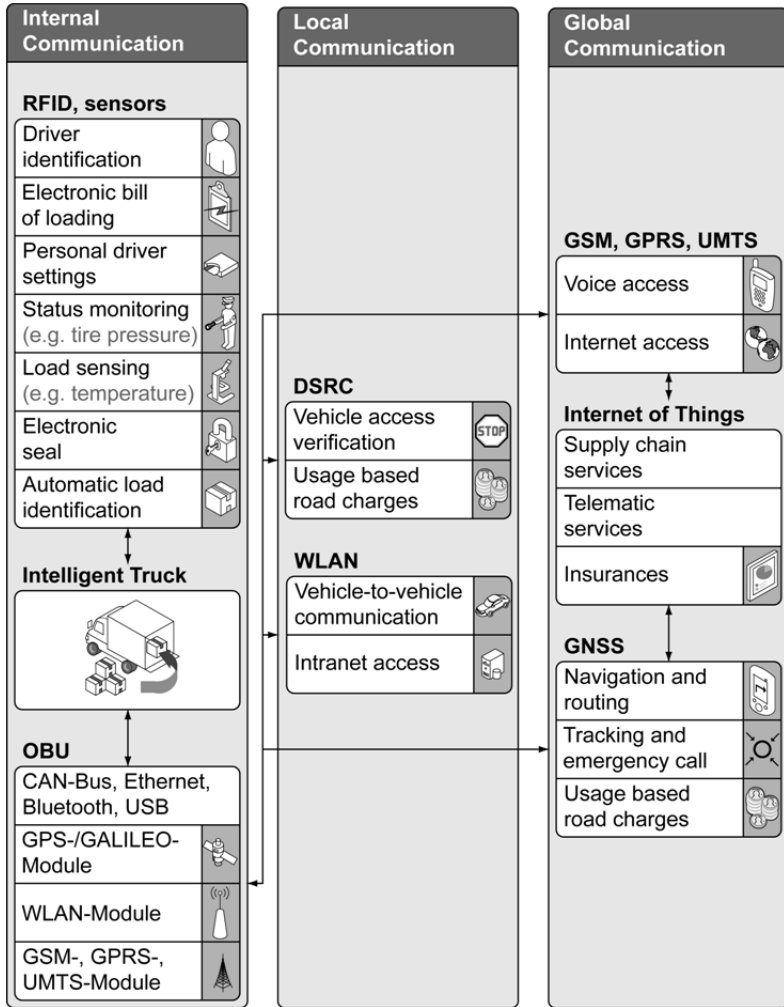 Internal
Communication
RFID, sensors
Driver
identification
Electronic bill
of loading
Personal driver
settings
Status monitoring
(e.g. tire pressure)
Load sensing
(e.g. temperature)
Electronic
seal
Automatic load
identification
Intelligent Truck
OBU
CAN-Bus, Ethernet,
Bluetooth, USB
GPS-/GALILEO-
Module
WLAN-Module
GSM-, GPRS-,
UMTS-Module
Local
Communication
DSRC
Vehicle access
verification
STOP
Usage based
road charges
WLAN
Vehicle-to-vehicle
communication
Intranet access
Global
Communication
GSM, GPRS, UMTS
Voice access
Internet access
Internet of Things
Supply chain
services
Telematic
services
Insurances
GNSS
Navigation and
routing
Tracking and
emergency call
Usage based
road charges